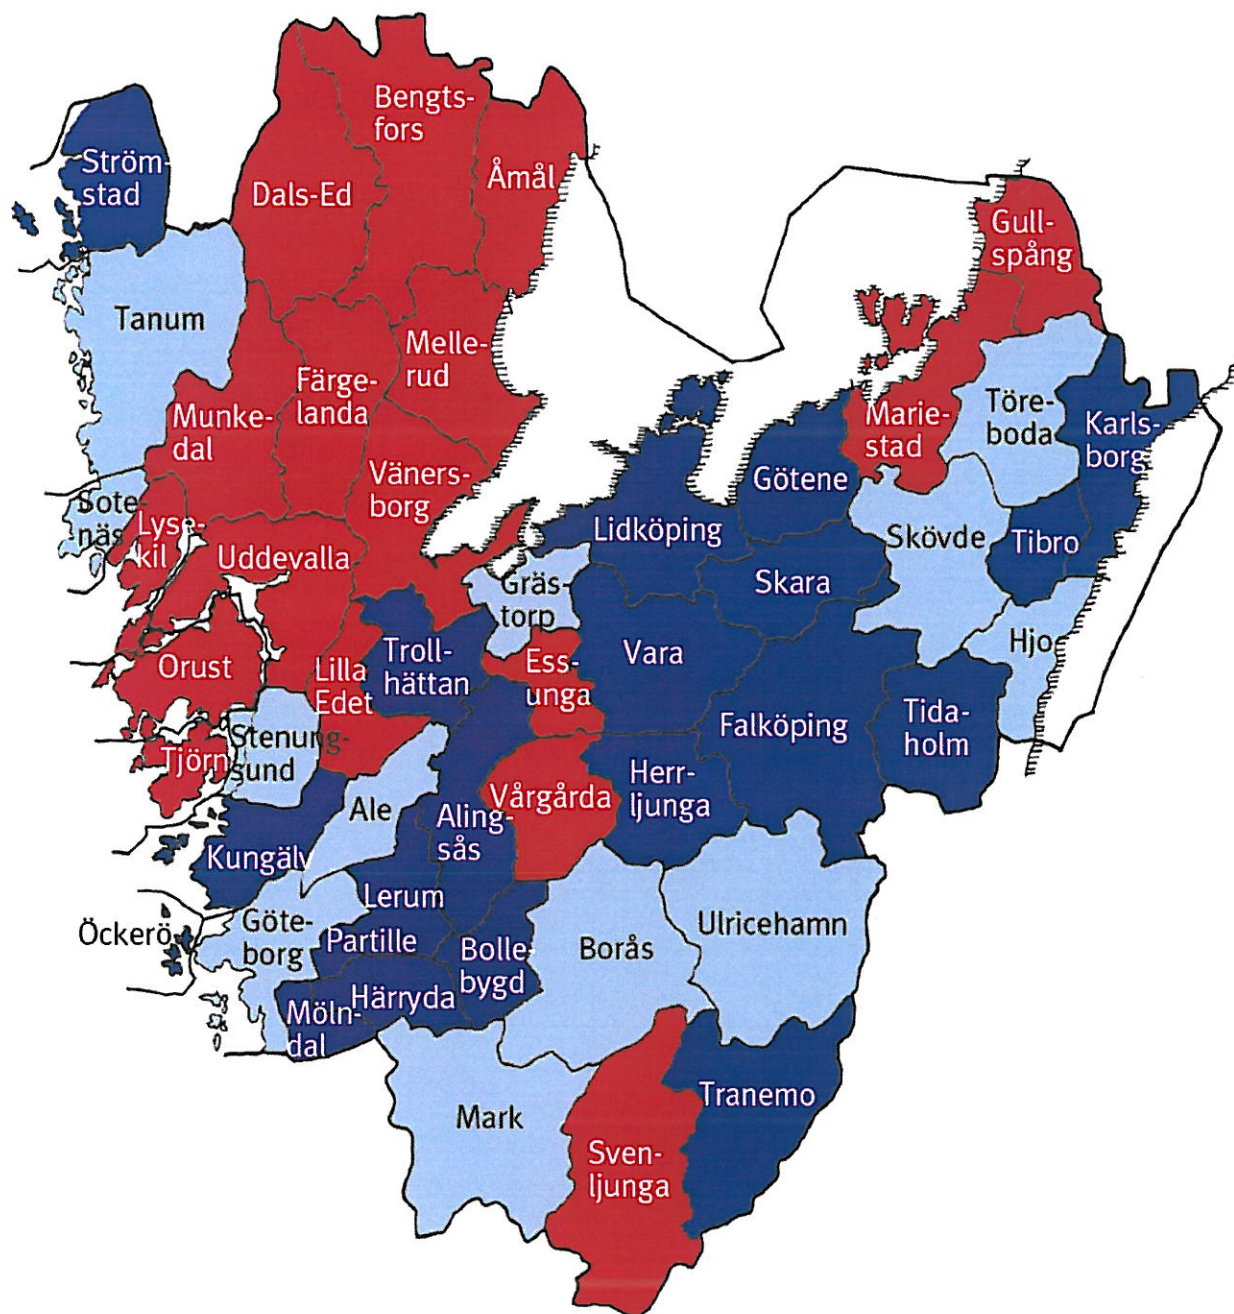 Bengts-
fors
Ström-
stad
Dals-Ed
Åmål
Gull-
spång
Tanum
Melle-
rud
Färge-
landa
Munke-
dal
Marie-
stad
Töre-
boda
Karls-
borg
Väners-
borg
Götene
Sote-
näs
Lyse-
kil
Uddevalla
Lidköping
Skövde
Tibro
Gräs-
torp
Skara
Hjo
Orust
Lilla
Edet
Troll-
hättan
Ess-
unga
Vara
Falköping
Tida-
holm
Tjörn
Stenung-
sund
Ale
Vårgårda
Herr-
ljunga
Aling-
sås
Kungälv
Lerum
Öckerö
Göte-
borg
Partille
Bolle-
bygd
Borås
Ulricehamn
Möln-
dal
Härryda
Mark
Tranemo
Sven-
ljunga